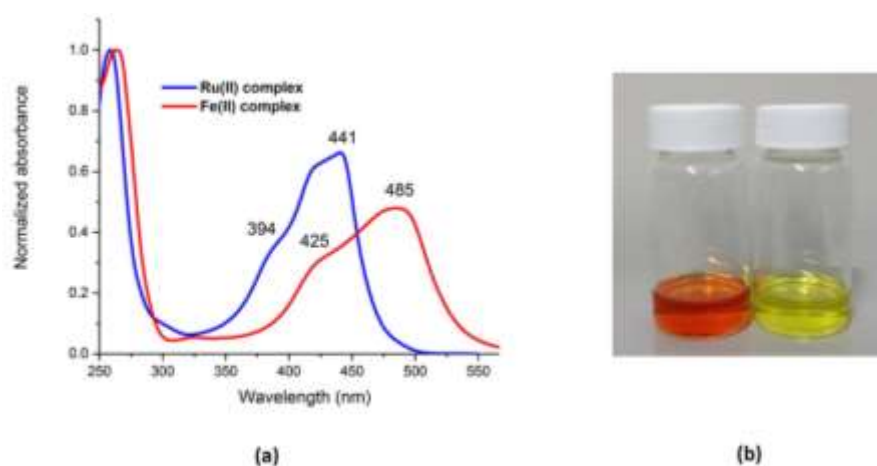 Normalized absorbance
1.0
0.8
0.6
0.4
0.2
0.0
Ru(II) complex
Fe(II) complex
441
485
394
425
250
300
350
400
450
500
550
Wavelength (nm)
(a)
(b)